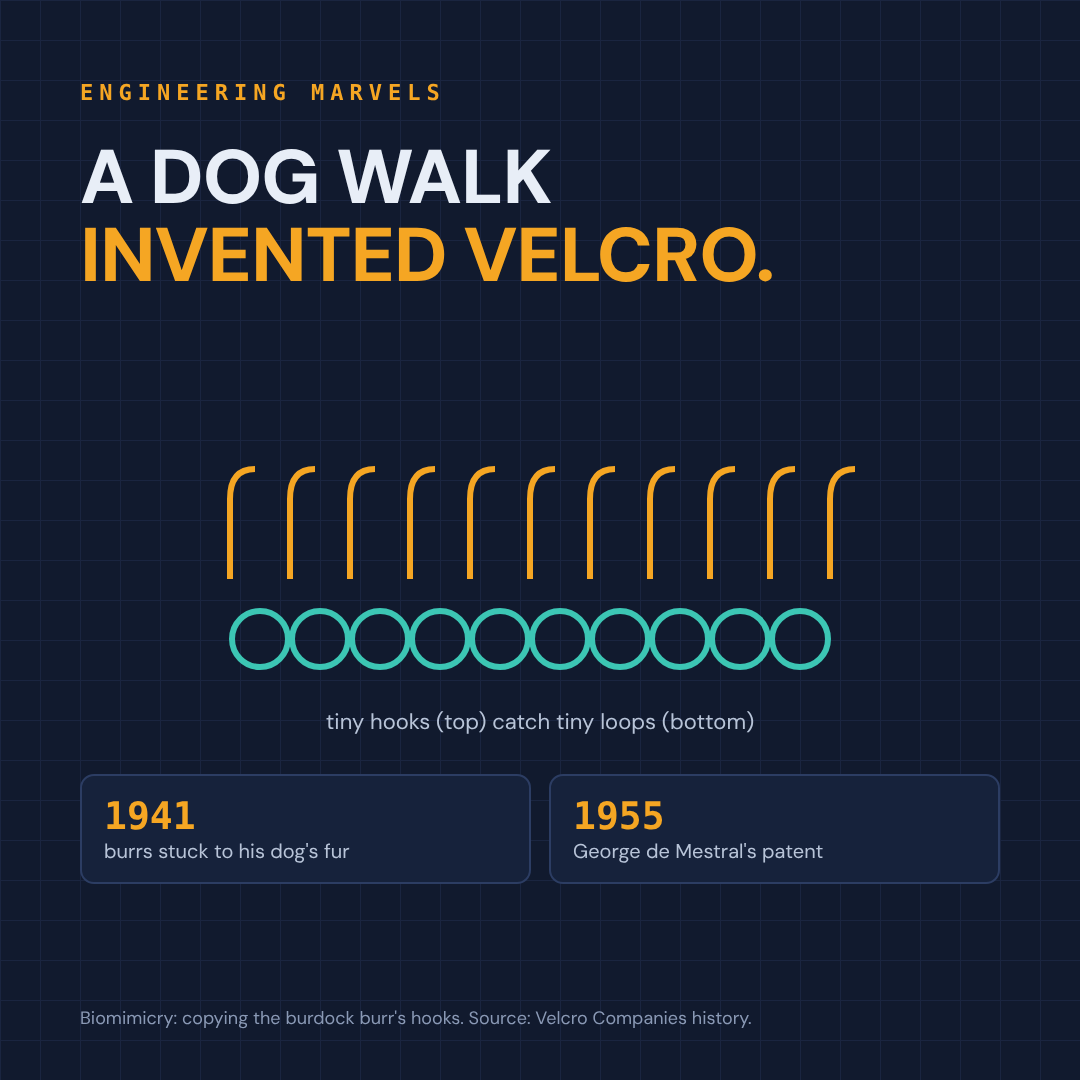 ENGINEERING MARVELS
A DOG WALK
INVENTED VELCRO.
tiny hooks (top) catch tiny loops (bottom)
1941
burrs stuck to his dog's fur
1955
George de Mestral's patent
Biomimicry: copying the burdock burr's hooks. Source: Velcro Companies history.